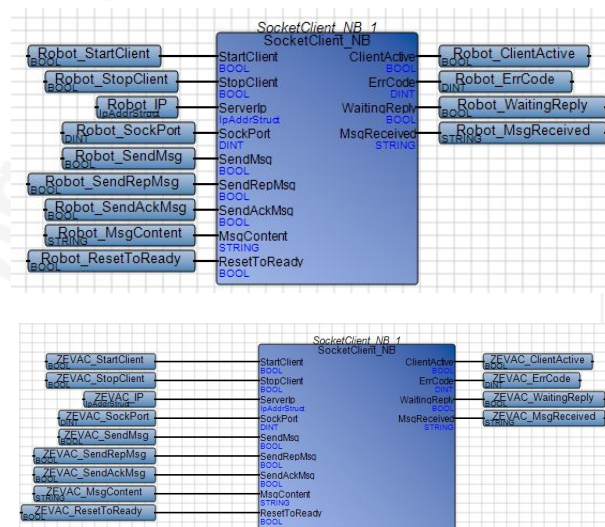 SocketClient_NB_1
SocketClient_NB
Robot_StartClient
BOOL
StartClient
BOOL
ClientActive
BOOL
Robot_ClientActive
BOOL
Robot_StopClient
BOOL
StopClient
BOOL
ErrCode
DINT
Robot_ErrCode
DINT
Robot_IP
IpAddrStruct
ServerIp
IpAddrStruct
WaitingReply
BOOL
Robot_WaitingReply
BOOL
Robot_SockPort
DINT
SockPort
DINT
MsgReceived
STRING
Robot_MsgReceived
STRING
Robot_SendMsg
BOOL
SendMsg
BOOL
Robot_SendRepMsg
BOOL
SendRepMsg
BOOL
Robot_SendAckMsg
BOOL
SendAckMsg
BOOL
Robot_MsgContent
STRING
MsgContent
STRING
Robot_ResetToReady
BOOL
ResetToReady
BOOL
SocketClient_NB_1
SocketClient_NB
ZEVAC_StartClient
BOOL
StartClient
BOOL
ClientActive
BOOL
ZEVAC_ClientActive
BOOL
ZEVAC_StopClient
BOOL
StopClient
BOOL
ErrCode
DINT
ZEVAC_ErrCode
DINT
ZEVAC_IP
IpAddrStruct
ServerIp
IpAddrStruct
WaitingReply
BOOL
ZEVAC_WaitingReply
BOOL
ZEVAC_SockPort
DINT
SockPort
DINT
MsgReceived
STRING
ZEVAC_MsgReceived
STRING
ZEVAC_SendMsg
BOOL
SendMsg
BOOL
ZEVAC_SendRepMsg
BOOL
SendRepMsg
BOOL
ZEVAC_SendAckMsg
BOOL
SendAckMsg
BOOL
ZEVAC_MsgContent
STRING
MsgContent
STRING
ZEVAC_ResetToReady
BOOL
ResetToReady
BOOL